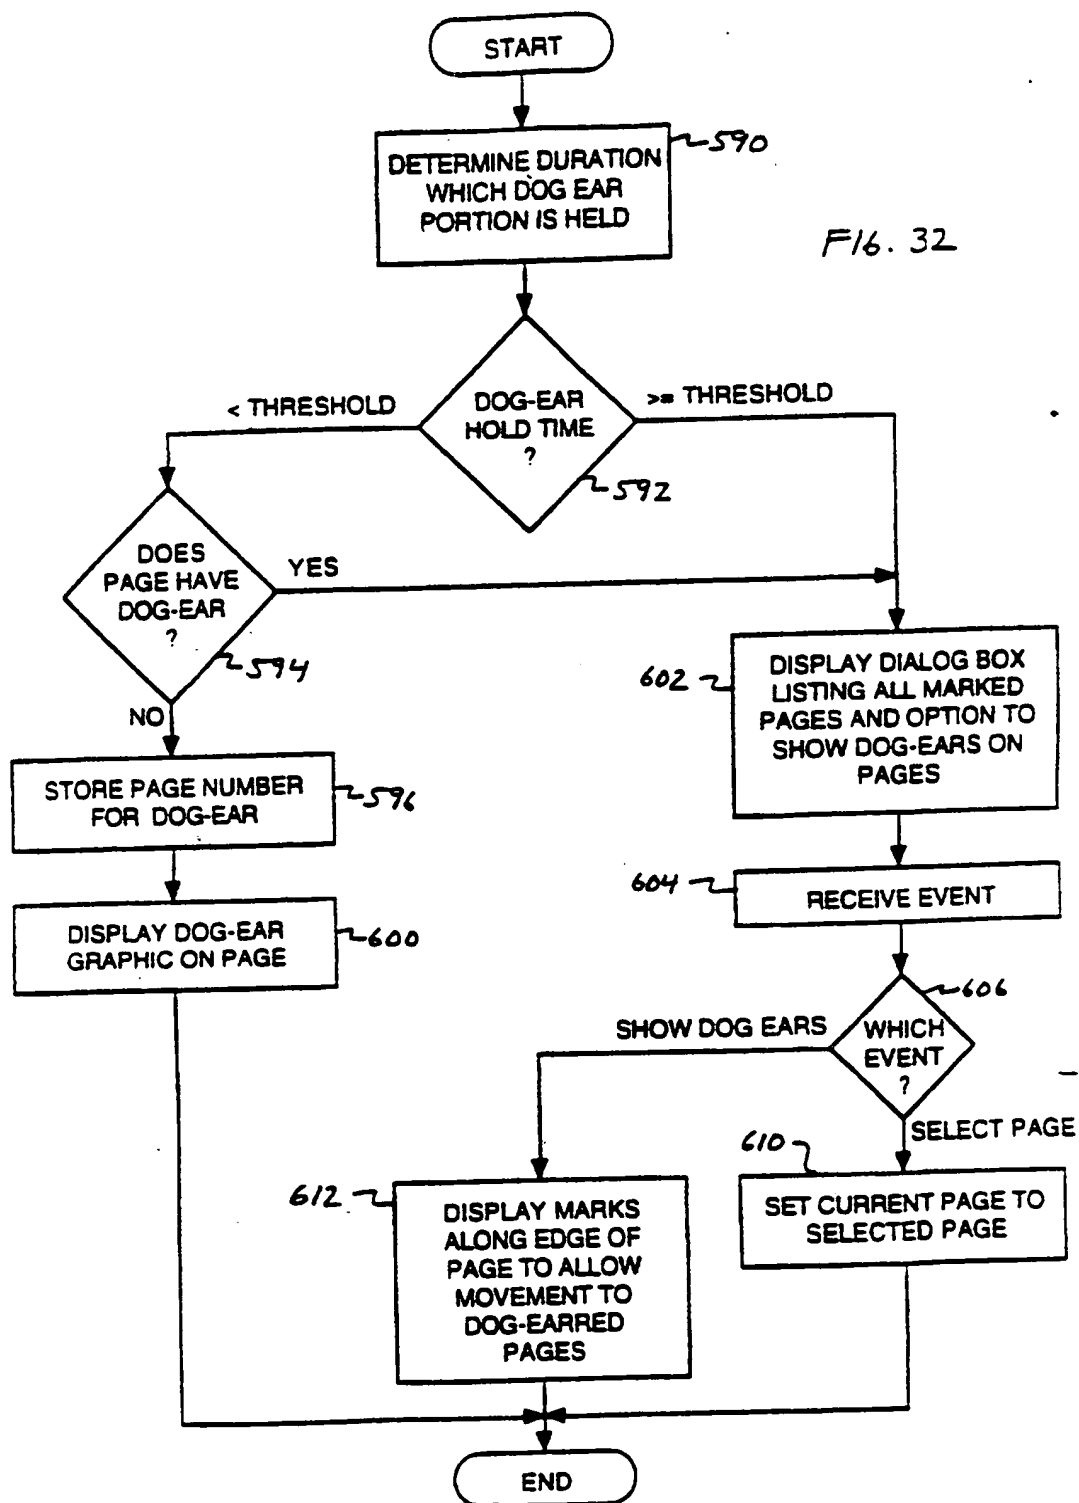 START
DETERMINE DURATION
WHICH DOG EAR
PORTION IS HELD
590
FIG. 32
DOG-EAR
HOLD TIME
?
592
< THRESHOLD
>= THRESHOLD
DOES
PAGE HAVE
DOG-EAR
?
594
YES
NO
STORE PAGE NUMBER
FOR DOG-EAR
596
DISPLAY DOG-EAR
GRAPHIC ON PAGE
600
602
DISPLAY DIALOG BOX
LISTING ALL MARKED
PAGES AND OPTION TO
SHOW DOG-EARS ON
PAGES
604
RECEIVE EVENT
606
WHICH
EVENT
?
SHOW DOG EARS
SELECT PAGE
610
SET CURRENT PAGE TO
SELECTED PAGE
612
DISPLAY MARKS
ALONG EDGE OF
PAGE TO ALLOW
MOVEMENT TO
DOG-EARRED
PAGES
END